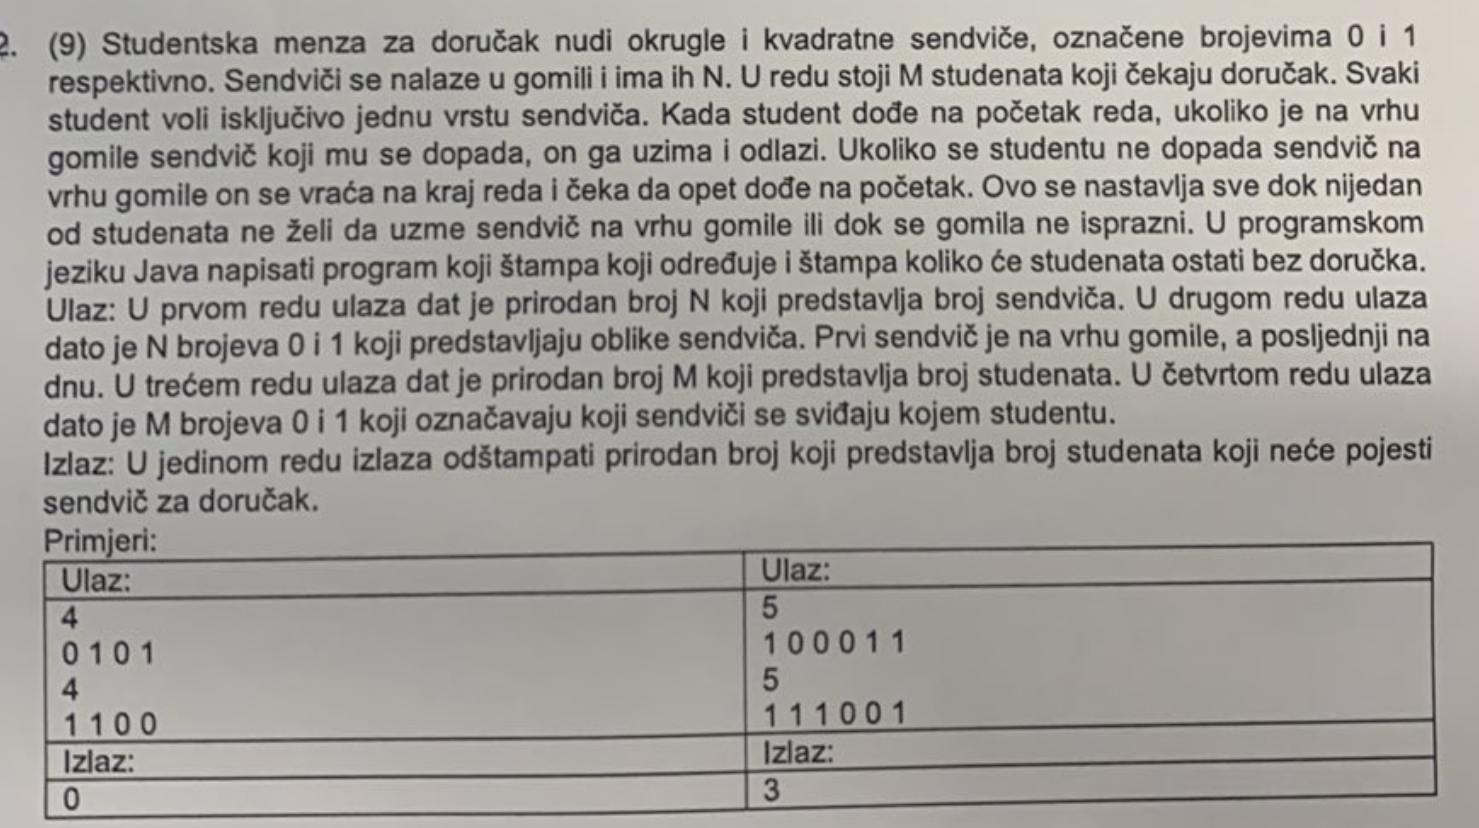 2. (9) Studentska menza za doručak nudi okrugle i kvadratne sendviče, označene brojevima 0 i 1
respektivno. Sendviči se nalaze u gomili i ima ih N. U redu stoji M studenata koji čekaju doručak. Svaki
student voli isključivo jednu vrstu sendviča. Kada student dođe na početak reda, ukoliko je na vrhu
gomile sendvič koji mu se dopada, on ga uzima i odlazi. Ukoliko se studentu ne dopada sendvič na
vrhu gomile on se vraća na kraj reda i čeka da opet dođe na početak. Ovo se nastavlja sve dok nijedan
od studenata ne želi da uzme sendvič na vrhu gomile ili dok se gomila ne isprazni. U programskom
jeziku Java napisati program koji štampa koji određuje i štampa koliko će studenata ostati bez doručka.
Ulaz: U prvom redu ulaza dat je prirodan broj N koji predstavlja broj sendviča. U drugom redu ulaza
dato je N brojeva 0 i 1 koji predstavljaju oblike sendviča. Prvi sendvič je na vrhu gomile, a posljednji na
dnu. U trećem redu ulaza dat je prirodan broj M koji predstavlja broj studenata. U četvrtom redu ulaza
dato je M brojeva 0 i 1 koji označavaju koji sendviči se sviđaju kojem studentu.
Izlaz: U jedinom redu izlaza odštampati prirodan broj koji predstavlja broj studenata koji neće pojesti
sendvič za doručak.
Primjeri:
Ulaz:
4
0 1 0 1
4
1 1 0 0
Izlaz:
0
Ulaz:
5
1 0 0 0 1 1
5
1 1 1 0 0 1
Izlaz:
3